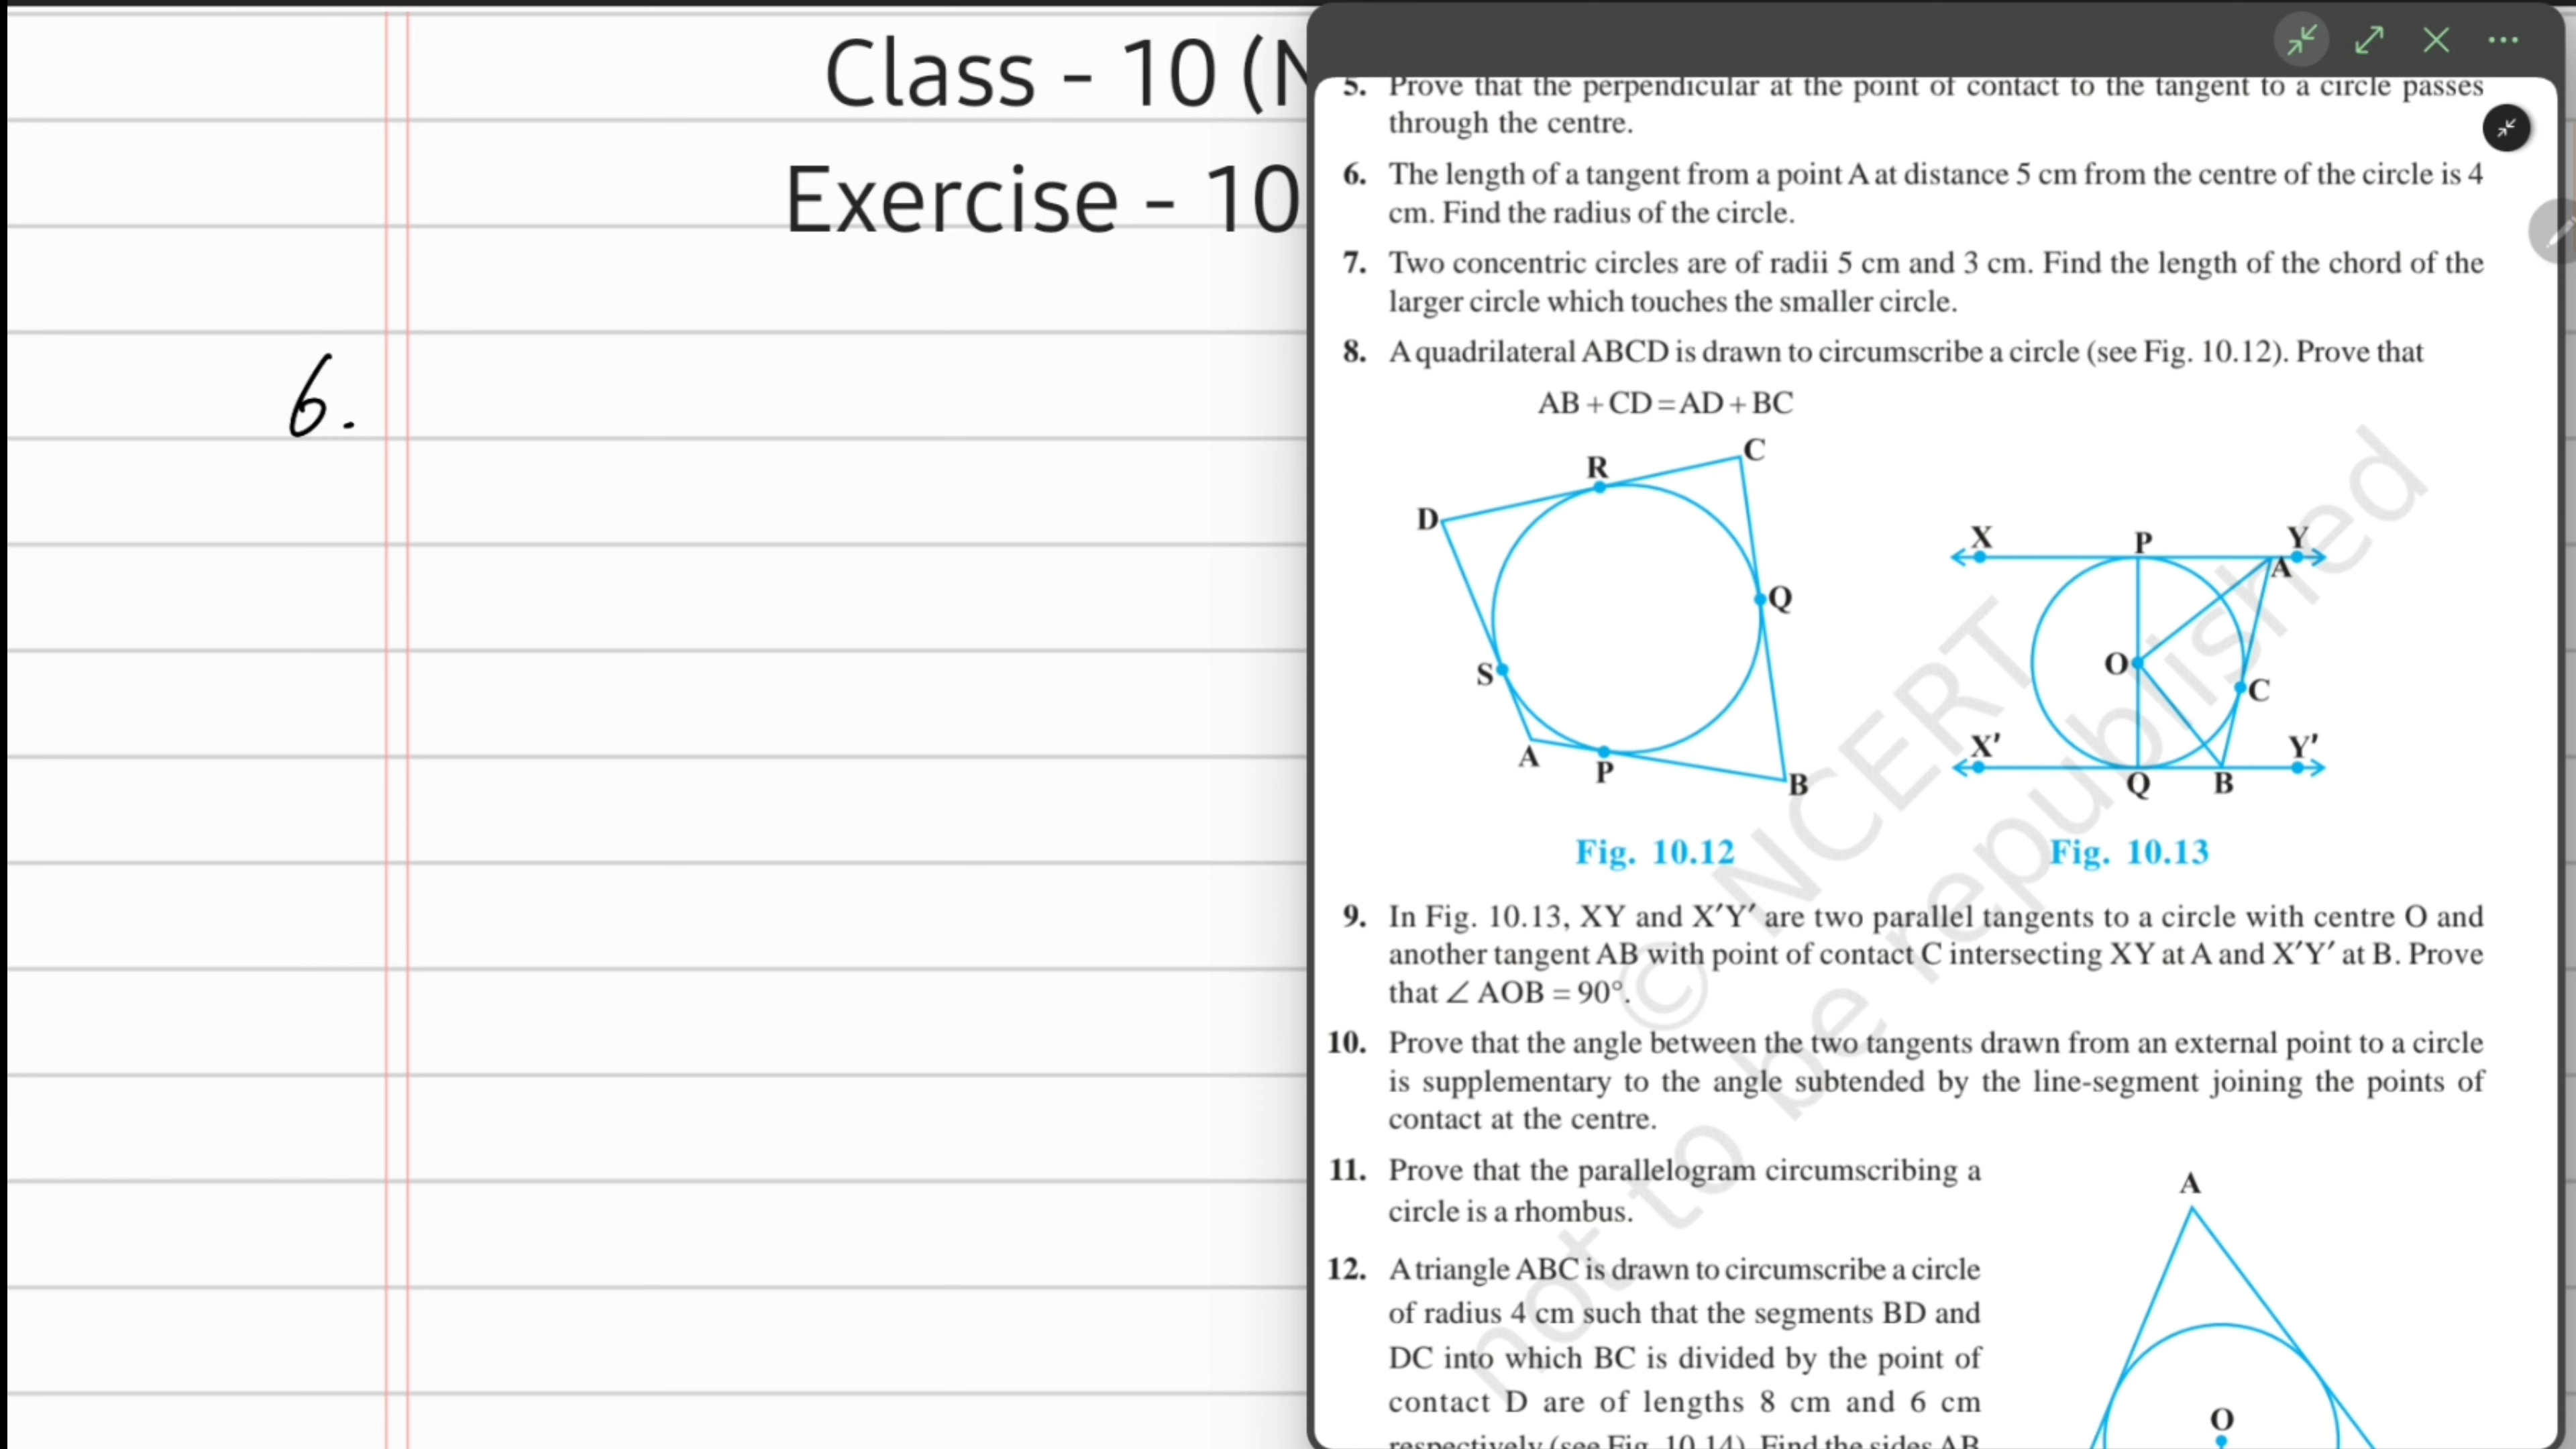 Class - 10 (N
Exercise - 10
6.
5. Prove that the perpendicular at the point of contact to the tangent to a circle passes
through the centre.
6. The length of a tangent from a point A at distance 5 cm from the centre of the circle is 4
cm. Find the radius of the circle.
7. Two concentric circles are of radii 5 cm and 3 cm. Find the length of the chord of the
larger circle which touches the smaller circle.
8. A quadrilateral ABCD is drawn to circumscribe a circle (see Fig. 10.12). Prove that
AB + CD = AD + BC
C
R
D
Q
S
A
P
B
X
P
Y
A
O
C
X′
Y′
Q
B
Fig. 10.12
Fig. 10.13
9. In Fig. 10.13, XY and X′Y′ are two parallel tangents to a circle with centre O and
another tangent AB with point of contact C intersecting XY at A and X′Y′ at B. Prove
that ∠ AOB = 90°.
10. Prove that the angle between the two tangents drawn from an external point to a circle
is supplementary to the angle subtended by the line-segment joining the points of
contact at the centre.
11. Prove that the parallelogram circumscribing a
circle is a rhombus.
12. A triangle ABC is drawn to circumscribe a circle
of radius 4 cm such that the segments BD and
DC into which BC is divided by the point of
contact D are of lengths 8 cm and 6 cm
respectively (see Fig. 10.14). Find the sides AB
A
O
© NCERT
not to be republished